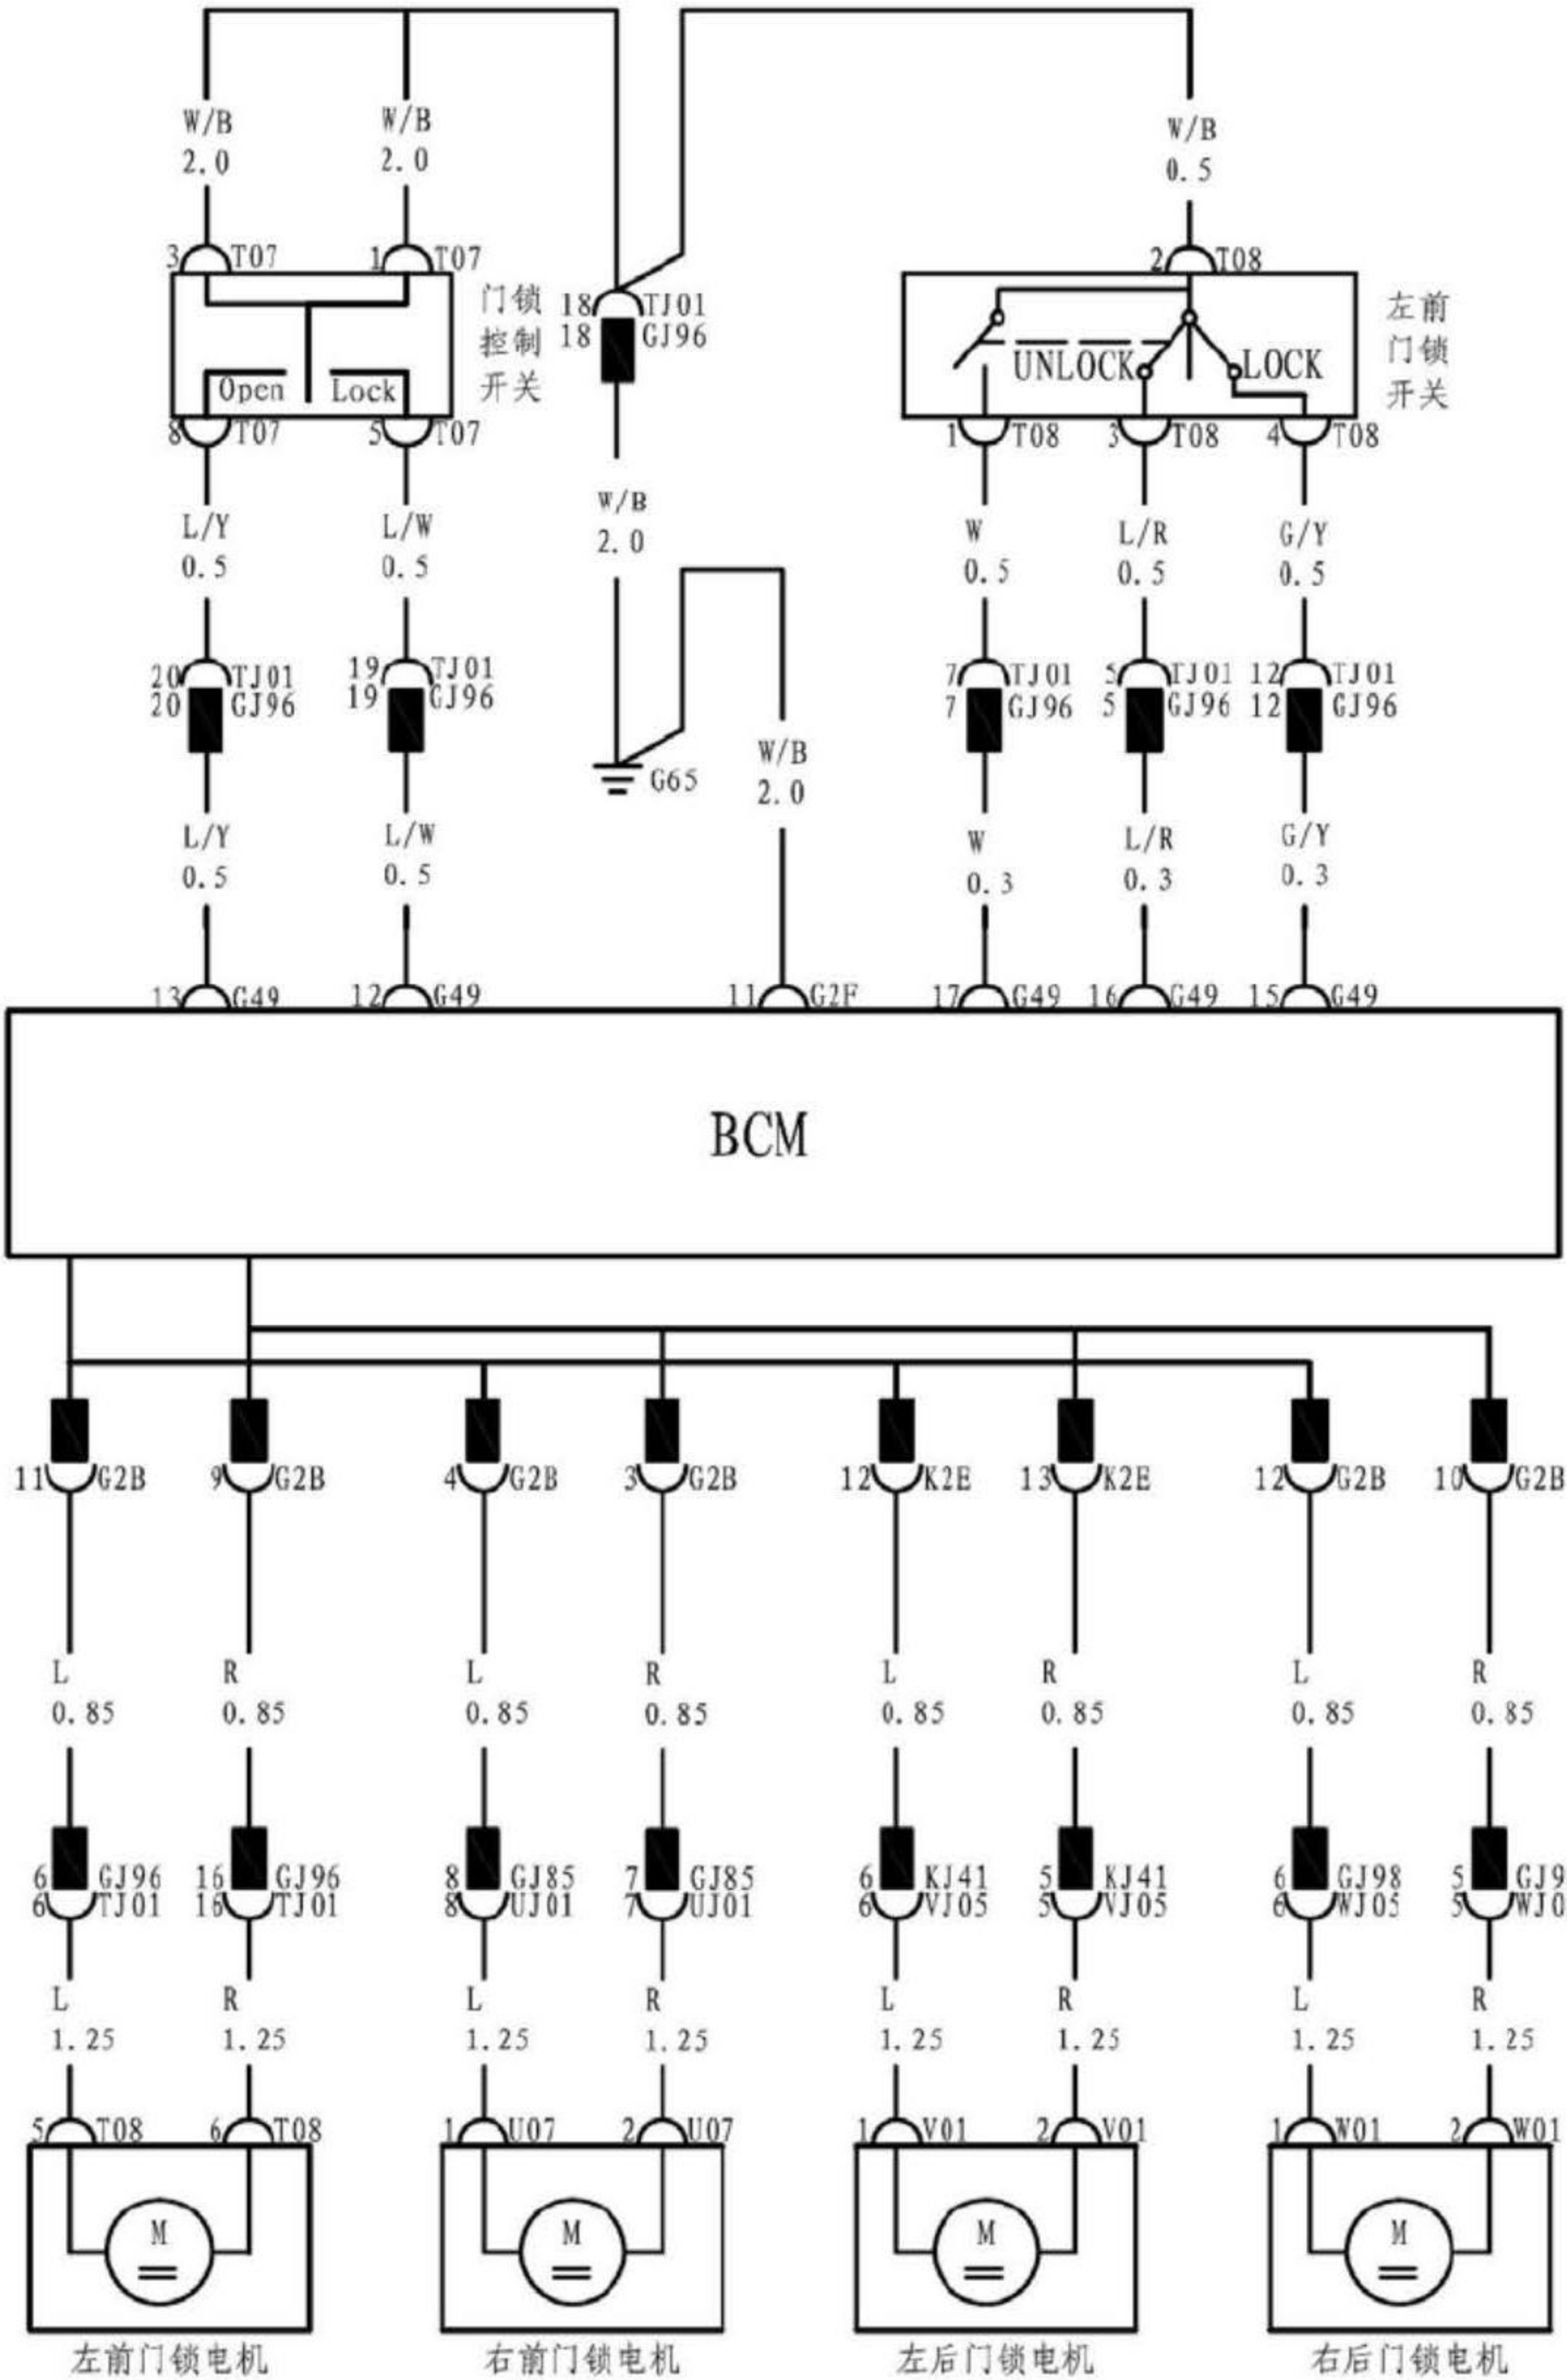 W/B W/B W/B
2.0 2.0 0.5
3 T07 1 T07 2 T08
门锁
控制
开关
18 TJ01
18 GJ96
左前
门锁
开关
Open Lock
UNLOCK LOCK
8 T07 5 T07 1 T08 3 T08 4 T08
W/B
2.0
L/Y L/W W L/R G/Y
0.5 0.5 0.5 0.5 0.5
20 TJ01 19 TJ01 7 TJ01 5 TJ01 12 TJ01
20 GJ96 19 GJ96 7 GJ96 5 GJ96 12 GJ96
G65
W/B
2.0
L/Y L/W W L/R G/Y
0.5 0.5 0.3 0.3 0.3
13 G49 12 G49 11 G2F 17 G49 16 G49 15 G49
BCM
11 G2B 9 G2B 4 G2B 3 G2B 12 K2E 13 K2E 12 G2B 10 G2B
L R L R L R L R
0.85 0.85 0.85 0.85 0.85 0.85 0.85 0.85
6 GJ96 16 GJ96 8 GJ85 7 GJ85 6 KJ41 5 KJ41 6 GJ98 5 GJ9
6 TJ01 16 TJ01 8 UJ01 7 UJ01 6 VJ05 5 VJ05 6 WJ05 5 WJ0
L R L R L R L R
1.25 1.25 1.25 1.25 1.25 1.25 1.25 1.25
5 T08 6 T08 1 U07 2 U07 1 V01 2 V01 1 W01 2 W01
M M M M
左前门锁电机 右前门锁电机 左后门锁电机 右后门锁电机